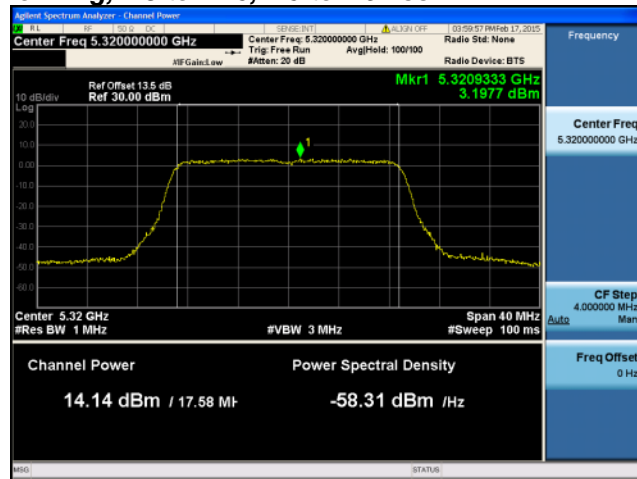 Agilent Spectrum Analyzer - Channel Power
RL RF 50 Ω DC SENSE:INT ALIGN OFF 03:59:57 PM Feb 17, 2015
Center Freq 5.320000000 GHz
Center Freq: 5.320000000 GHz
Radio Std: None
Trig: Free Run Avg|Hold: 100/100
#IFGain:Low #Atten: 20 dB Radio Device: BTS
Frequency
Mkr1 5.3209333 GHz
3.1977 dBm
Ref Offset 13.5 dB
10 dB/div Ref 30.00 dBm
Log
20.0
10.0
0.00
-10.0
-20.0
-30.0
-40.0
-50.0
-60.0
1
Center Freq
5.320000000 GHz
Center 5.32 GHz Span 40 MHz
#Res BW 1 MHz #VBW 3 MHz #Sweep 100 ms
CF Step
4.000000 MHz
Auto Man
Channel Power Power Spectral Density
14.14 dBm / 17.58 MH -58.31 dBm /Hz
Freq Offset
0 Hz
MSG STATUS